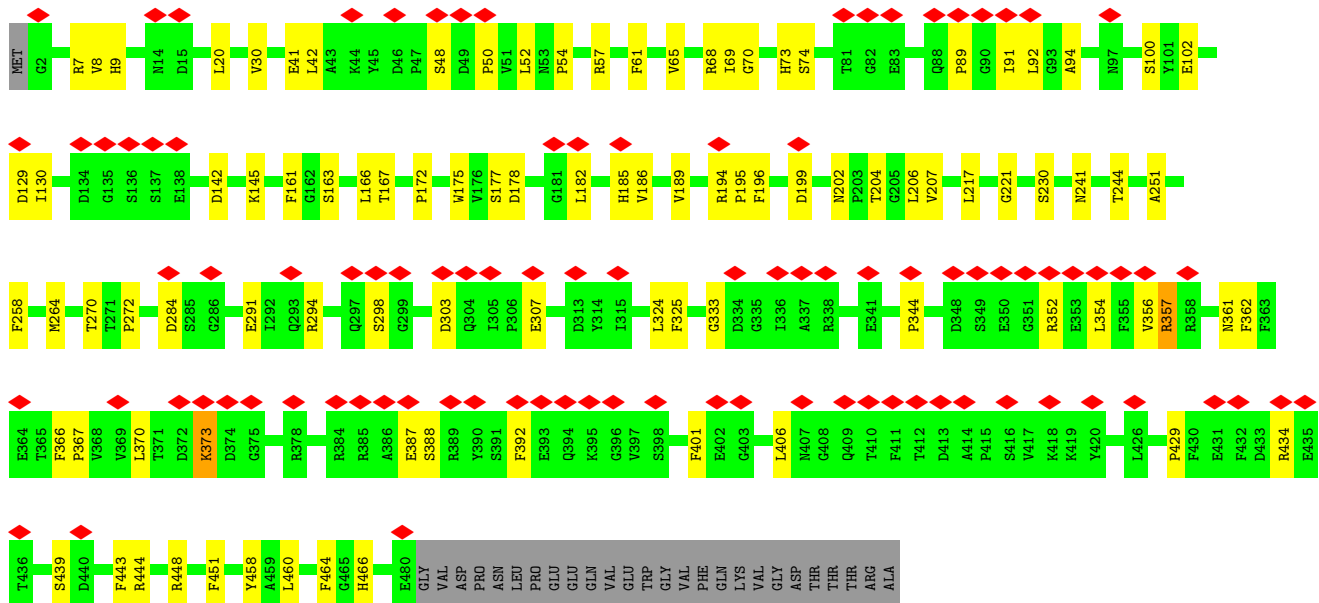 MET G2 R7 V8 H9 N14 D15 L20 V30 E41 L42 A43 K44 Y45 D46 P47 S48 D49 P50 V51 L52 N53 P54 R57 F61 V65 R68 I69 G70 H73 S74 T81 G82 E83 Q88 P89 G90 I91 L92 G93 A94 N97 S100 Y101 E102
D129 I130 D134 G135 S136 S137 E138 D142 K145 F161 G162 S163 L166 T167 P172 W175 V176 S177 D178 G181 L182 H185 V186 V189 R194 P195 F196 D199 N202 P203 T204 G205 L206 V207 L217 G221 S230 N241 T244 A251
F258 M264 T270 T271 P272 D284 S285 G286 E291 I292 Q293 R294 Q297 S298 G299 D303 Q304 I305 P306 E307 D313 Y314 I315 L324 F325 G333 D334 G335 I336 A337 R338 E341 P344 D348 S349 E350 G351 R352 E353 L354 F355 V356 R357 R358 N361 F362 F363
E364 T365 F366 P367 V368 V369 L370 T371 D372 K373 D374 G375 R378 R384 R385 A386 E387 S388 R389 Y390 S391 F392 E393 Q394 K395 G396 V397 S398 F401 E402 G403 L406 N407 G408 Q409 T410 F411 T412 D413 A414 P415 S416 V417 K418 K419 Y420 L426 P429 F430 E431 F432 D433 R434 E435
T436 S439 D440 F443 R444 R448 F451 Y458 A459 L460 F464 G465 H466 E480 GLY VAL ASP PRO ASN LEU PRO GLU GLU GLN VAL GLU TRP GLY VAL PHE GLN LYS VAL GLY ASP THR THR THR ARG ALA